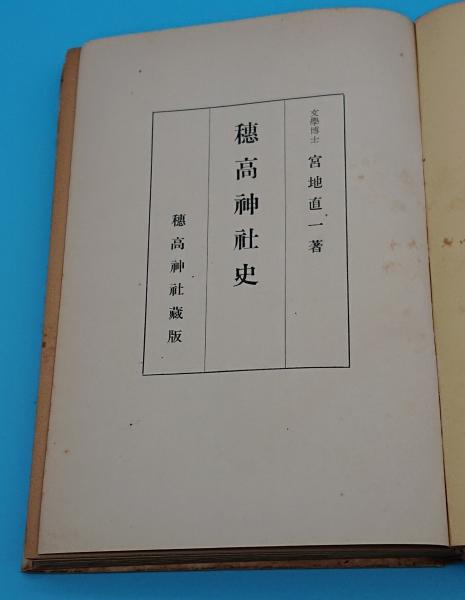 文學博士 宮地直一著
穗高神社史
穗高神社藏版